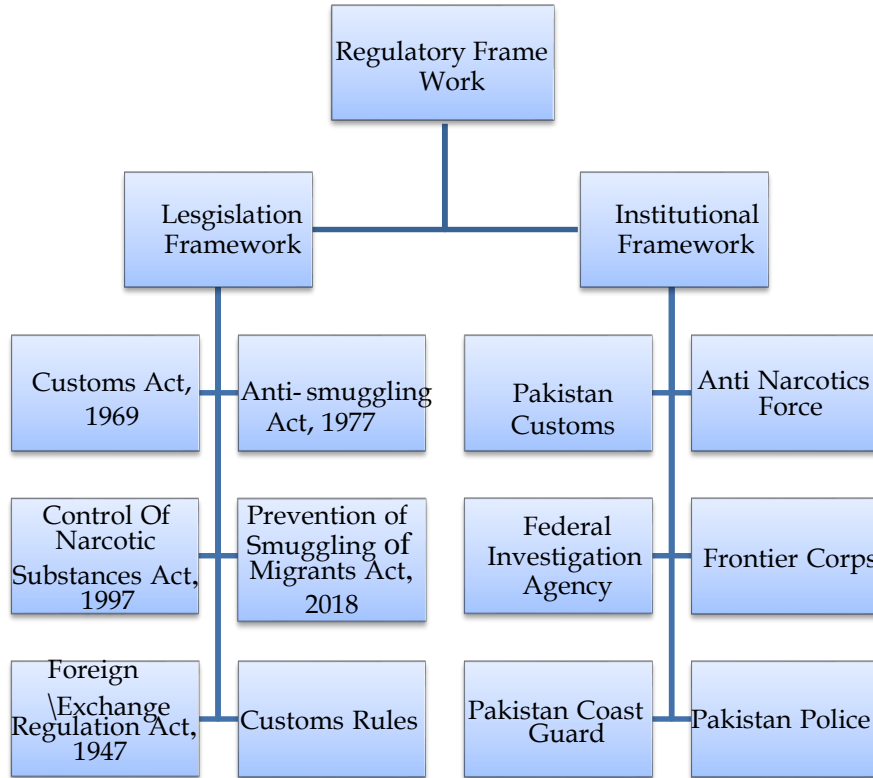 Regulatory Frame
Work
Lesgislation
Framework
Institutional
Framework
Customs Act,
1969
Anti-smuggling
Act, 1977
Pakistan
Customs
Anti Narcotics
Force
Control Of
Narcotic
Substances Act,
1997
Prevention of
Smuggling of
Migrants Act,
2018
Federal
Investigation
Agency
Frontier Corps
Foreign
\Exchange
Regulation Act,
1947
Customs Rules
Pakistan Coast
Guard
Pakistan Police